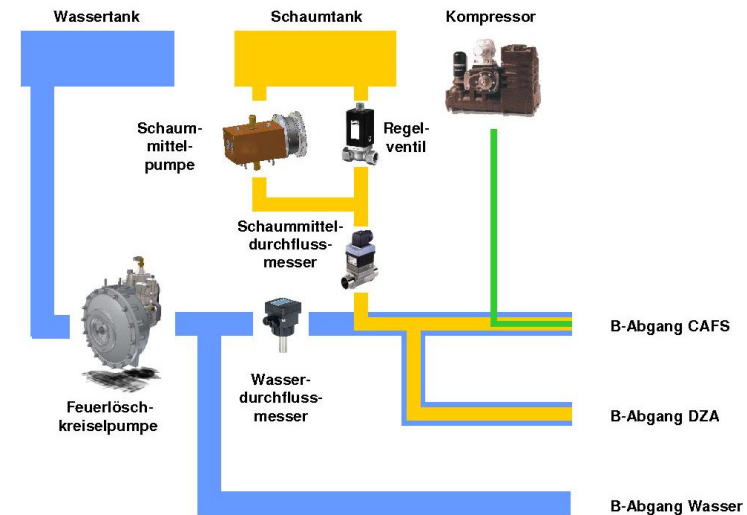 Wassertank
Schaumtank
Kompressor
Schaum-
mittel-
pumpe
Regel-
ventil
Schaummittel-
durchfluss-
messer
B-Abgang CAFS
Wasser-
durchfluss-
messer
Feuerlösch-
kreiselpumpe
B-Abgang DZA
B-Abgang Wasser